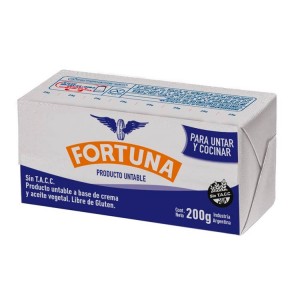 FORTUNA
PRODUCTO UNTABLE
PARA UNTAR
Y COCINAR
Sin T.A.C.C.
Producto untable a base de crema
y aceite vegetal. Libre de Gluten.
Sin T.A.C.C.
Cont.
Neto
200g
Industria
Argentina